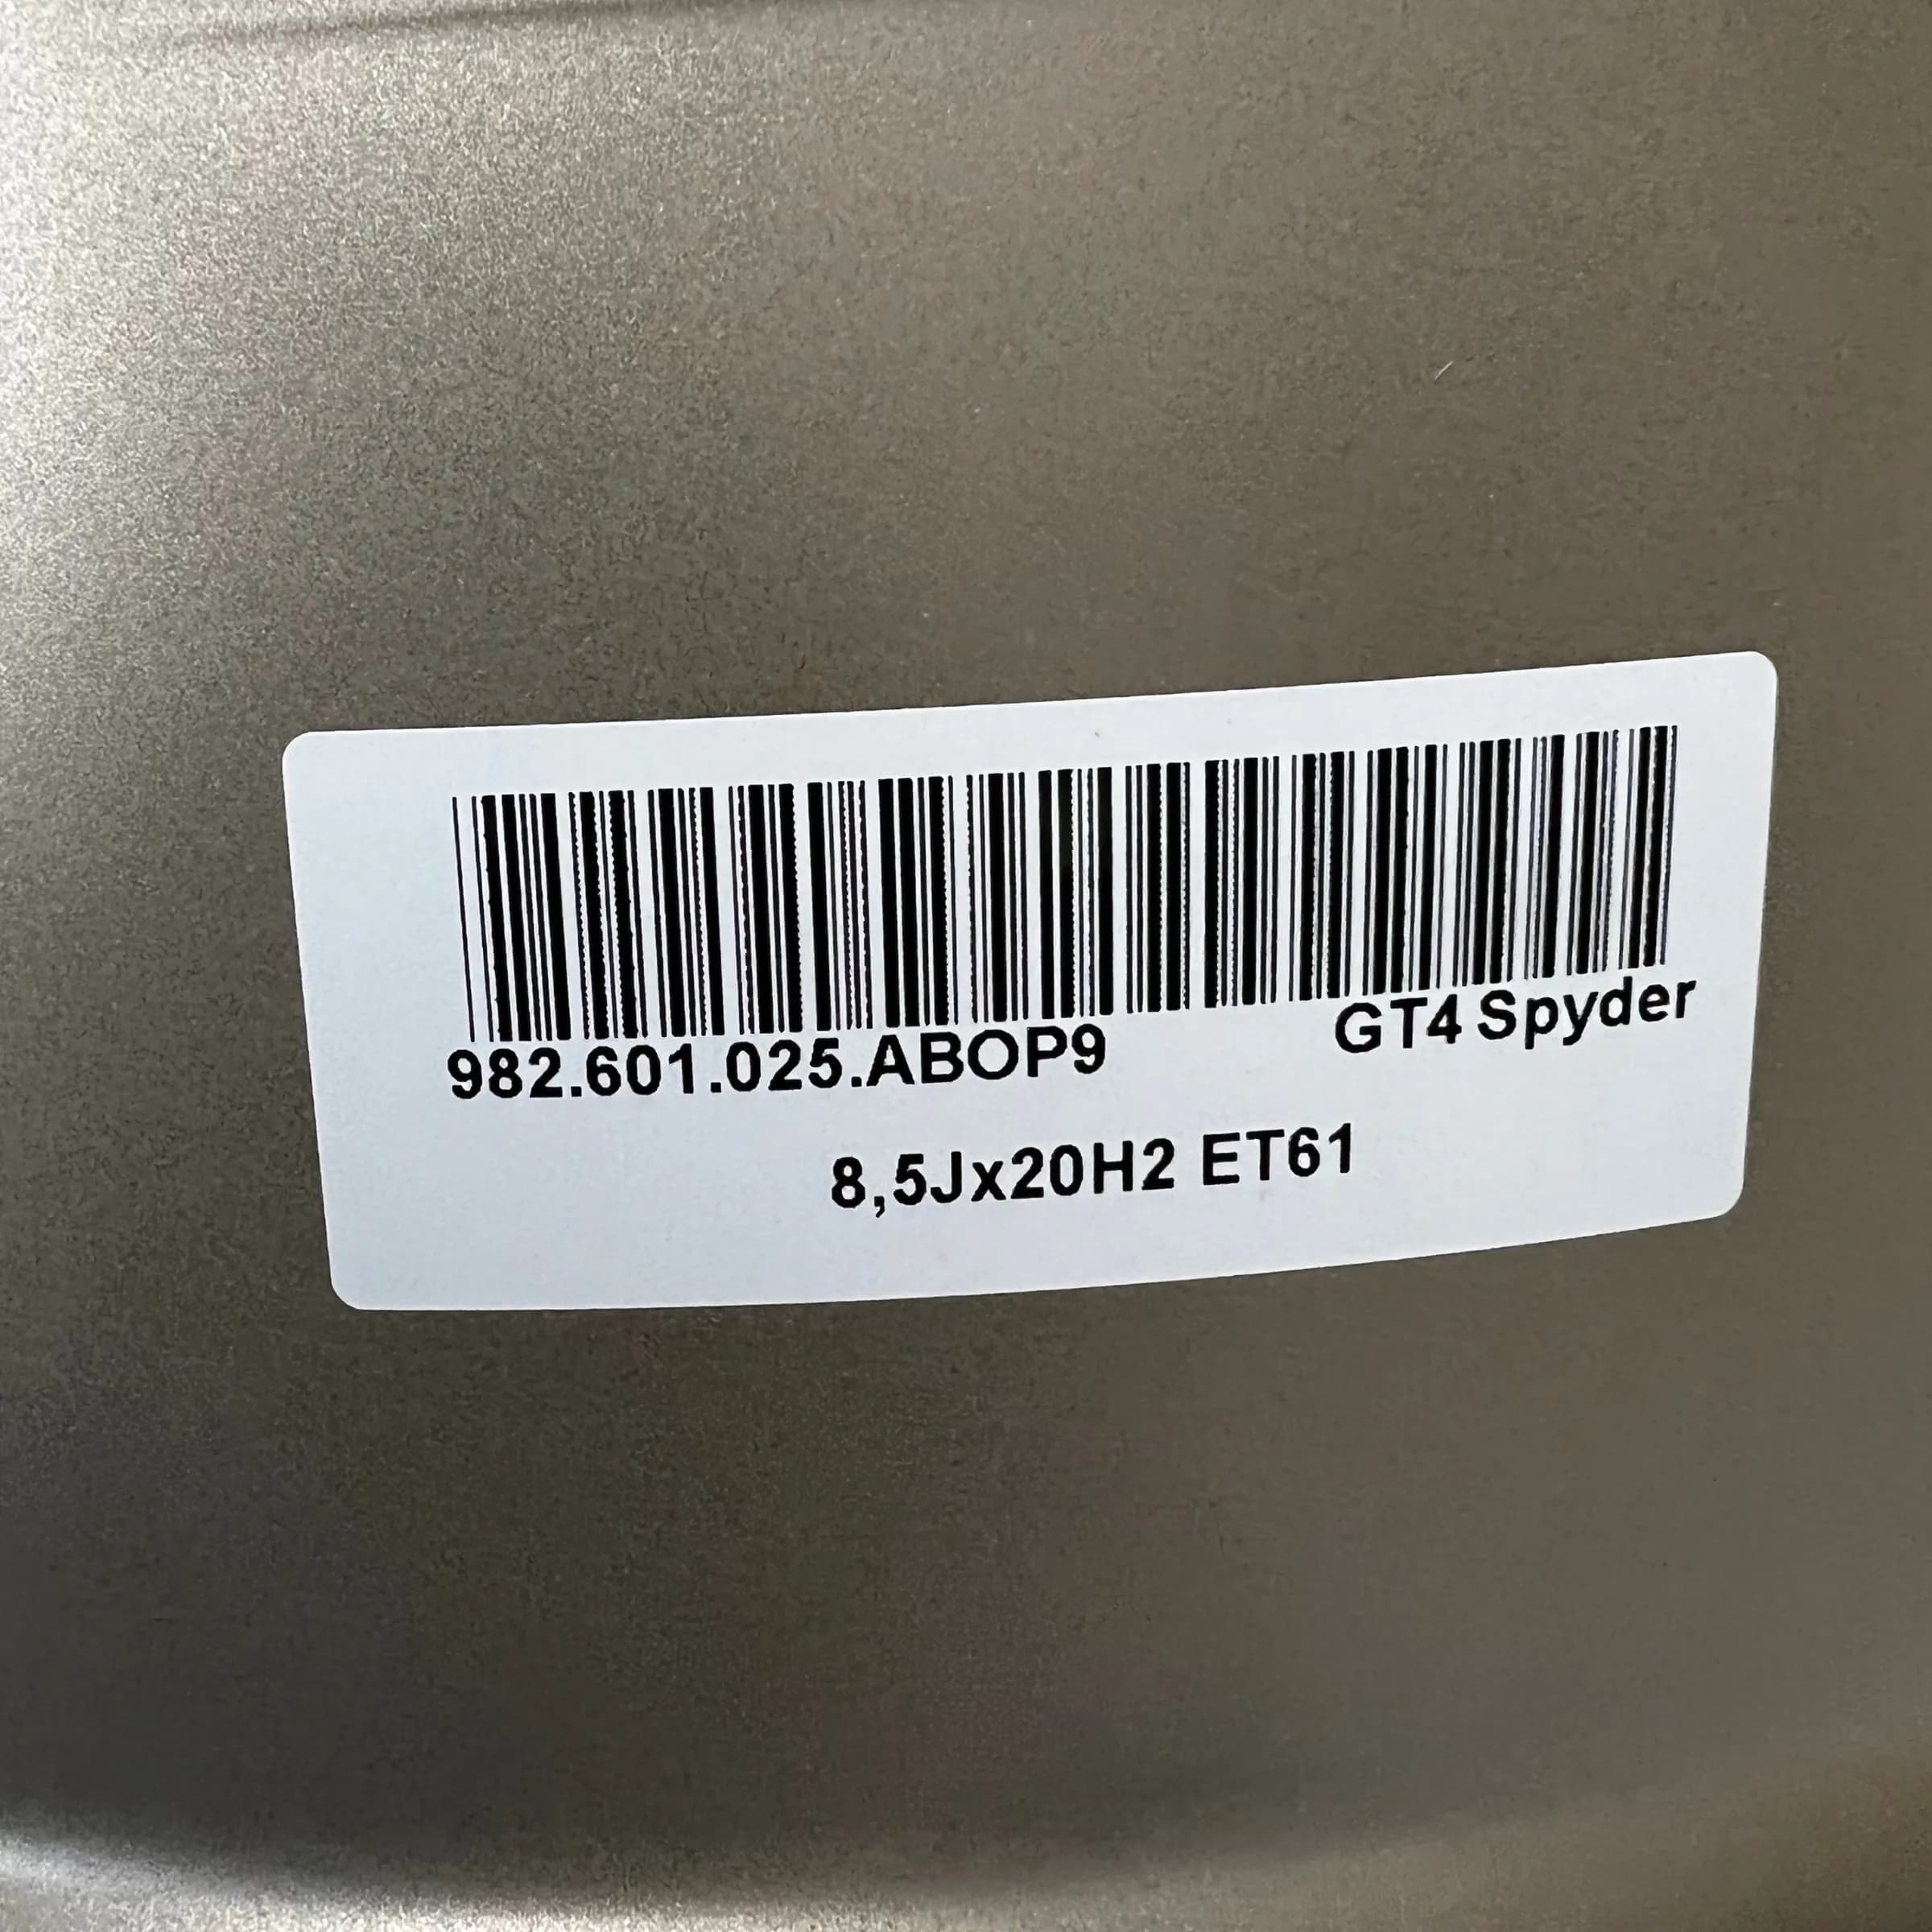 982.601.025.ABOP9 GT4 Spyder
8,5Jx20H2 ET61